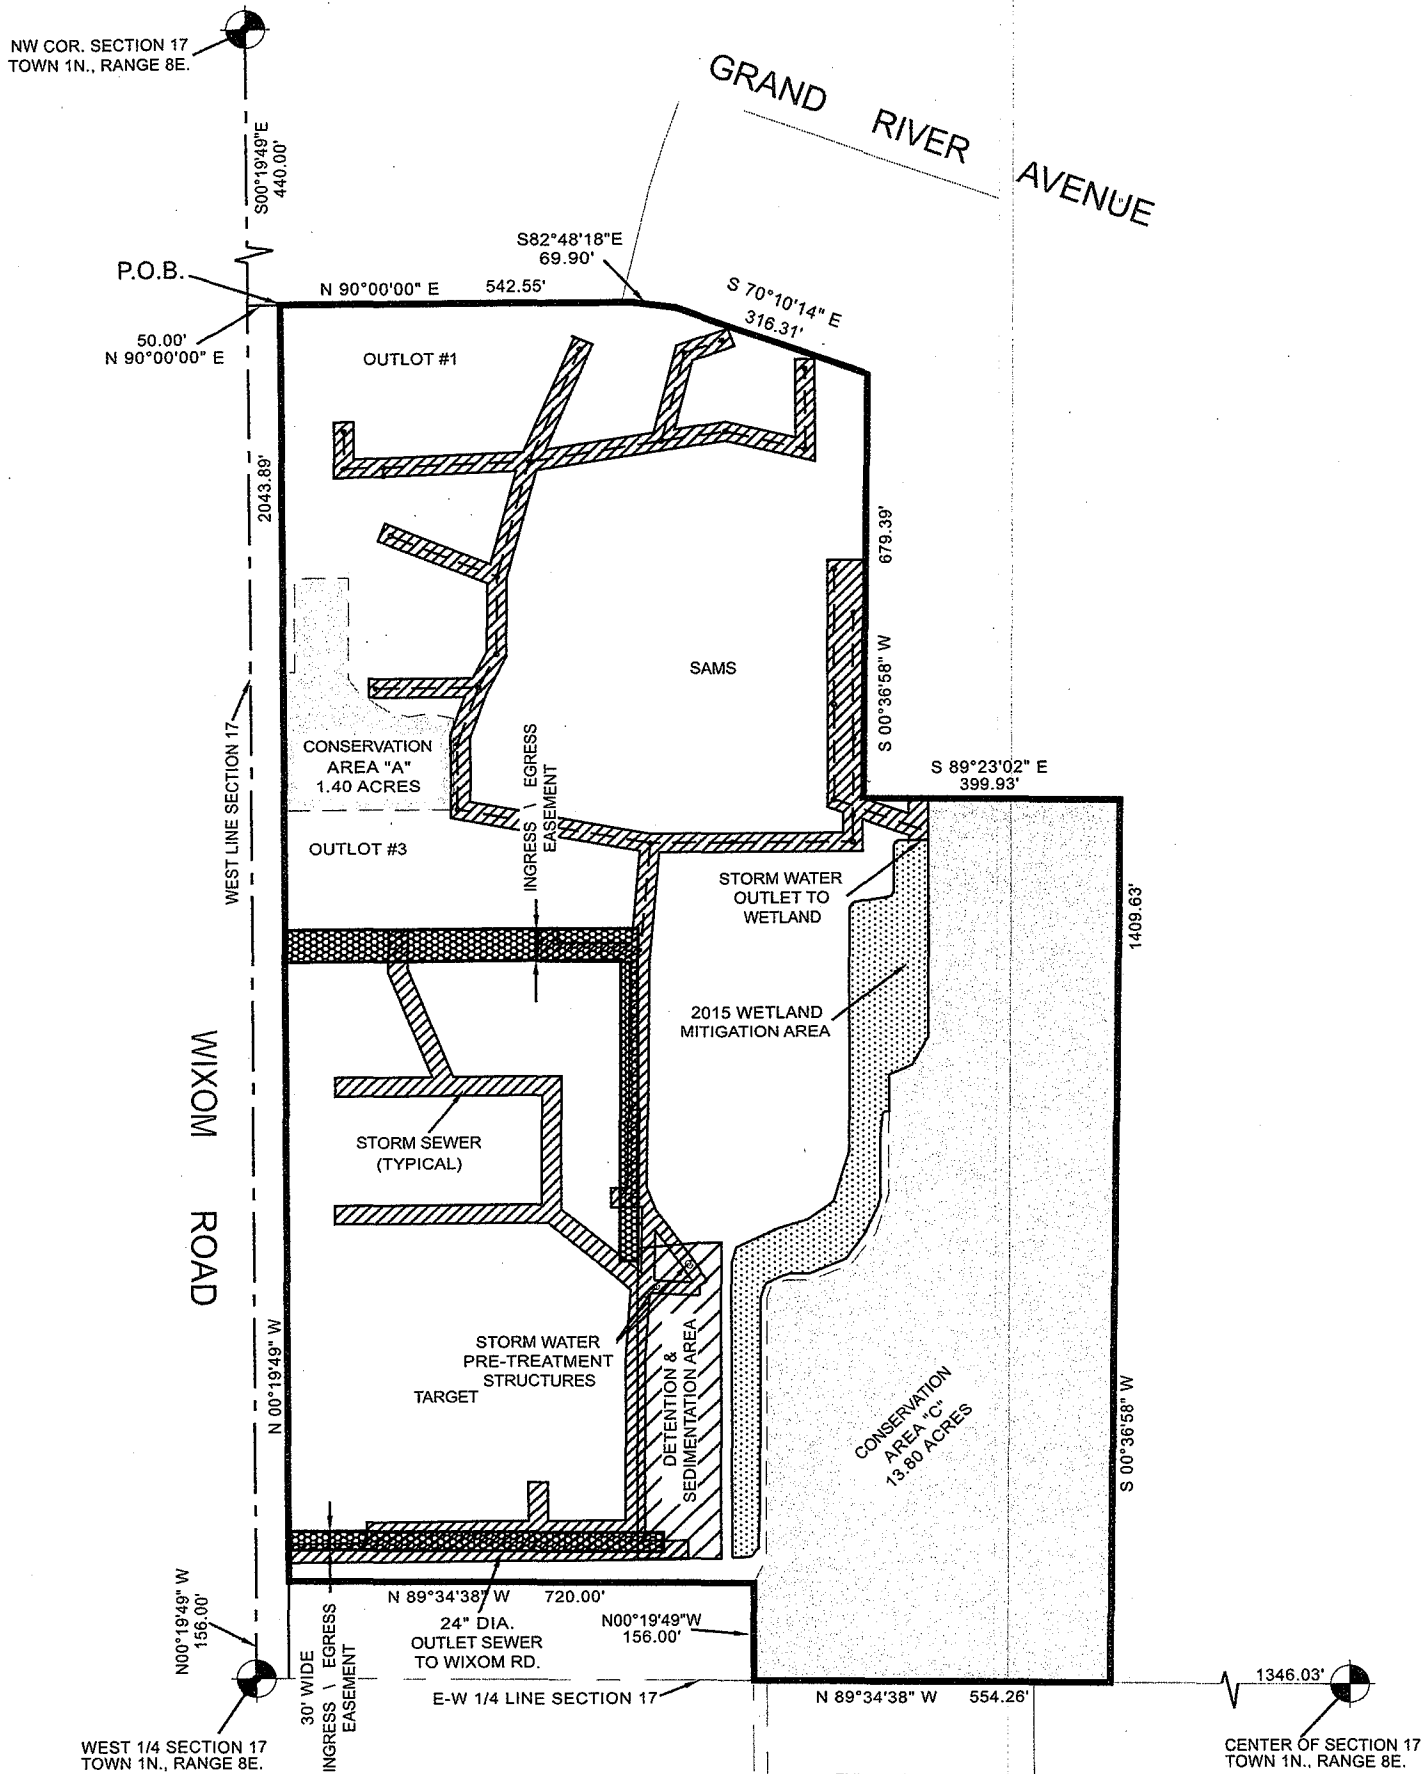 NW COR. SECTION 17
TOWN 1N., RANGE 8E.
GRAND RIVER AVENUE
S00°19'49"E
440.00'
P.O.B.
S82°48'18"E
69.90'
N 90°00'00" E 542.55'
S 70°10'14" E
316.31'
50.00'
N 90°00'00" E
OUTLOT #1
2043.89'
679.39'
SAMS
S 00°36'58" W
WEST LINE SECTION 17
CONSERVATION
AREA "A"
1.40 ACRES
INGRESS \ EGRESS
EASEMENT
S 89°23'02" E
399.93'
OUTLOT #3
STORM WATER
OUTLET TO
WETLAND
1409.63'
2015 WETLAND
MITIGATION AREA
WIXOM ROAD
STORM SEWER
(TYPICAL)
N 00°19'49" W
STORM WATER
PRE-TREATMENT
STRUCTURES
TARGET
DETENTION &
SEDIMENTATION AREA
CONSERVATION
AREA "C"
13.80 ACRES
S 00°36'58" W
N00°19'49" W
156.00'
N 89°34'38" W 720.00'
24" DIA.
OUTLET SEWER
TO WIXOM RD.
N00°19'49"W
156.00'
30' WIDE
INGRESS \ EGRESS
EASEMENT
E-W 1/4 LINE SECTION 17
N 89°34'38" W 554.26'
1346.03'
WEST 1/4 SECTION 17
TOWN 1N., RANGE 8E.
CENTER OF SECTION 17
TOWN 1N., RANGE 8E.